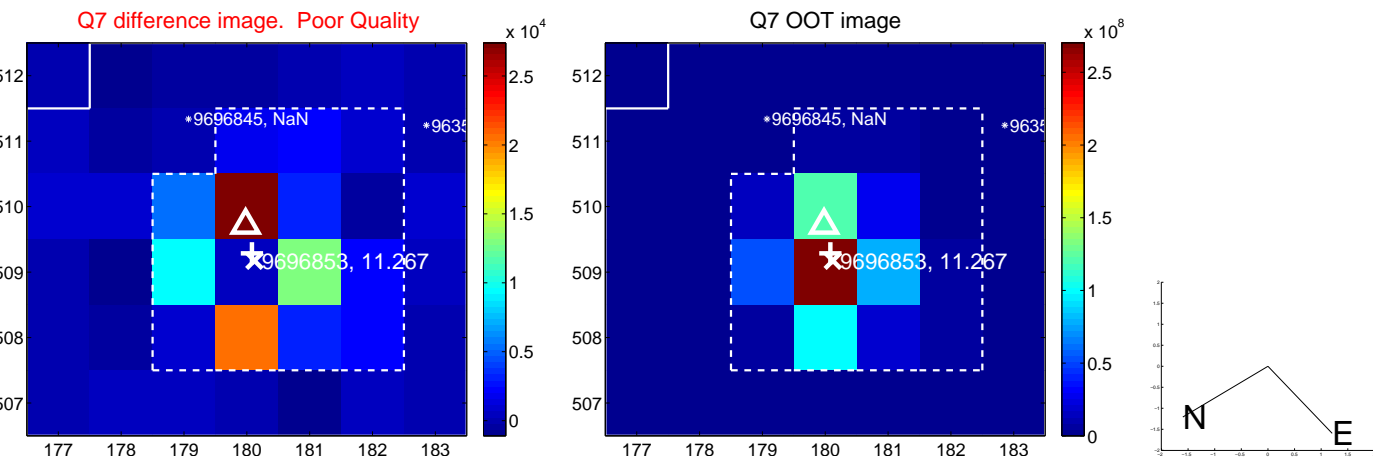 Q7 difference image. Poor Quality
x 10^4
512
511
510
509
508
507
177 178 179 180 181 182 183
*9696845, NaN
*9635
9696853, 11.267
2.5
2
1.5
1
0.5
0
Q7 OOT image
x 10^8
512
511
510
509
508
507
177 178 179 180 181 182 183
*9696845, NaN
*9635
9696853, 11.267
2.5
2
1.5
1
0.5
0
N
E